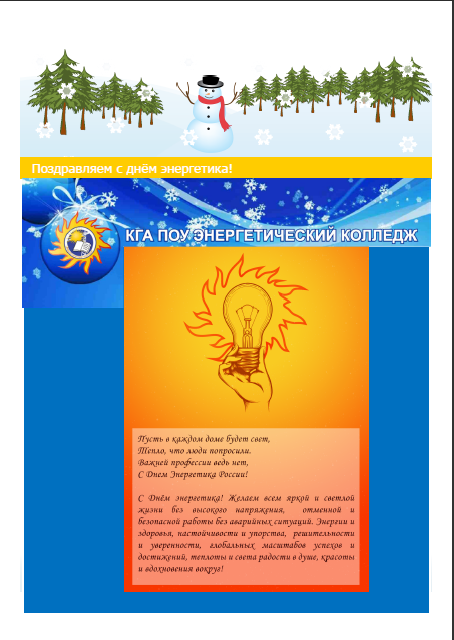 Поздравляем с днём энергетика!
КГА ПОУ ЭНЕРГЕТИЧЕСКИЙ КОЛЛЕДЖ
Пусть в каждом доме будет свет,
Тепло, что люди попросили.
Важней профессии ведь нет,
С Днем Энергетика России!
С Днём энергетика! Желаем всем яркой и светлой
жизни без высокого напряжения, отменной и
безопасной работы без аварийных ситуаций. Энергии и
здоровья, настойчивости и упорства, решительности
и уверенности, глобальных масштабов успехов и
достижений, теплоты и света радости в душе, красоты
и вдохновения вокруг!